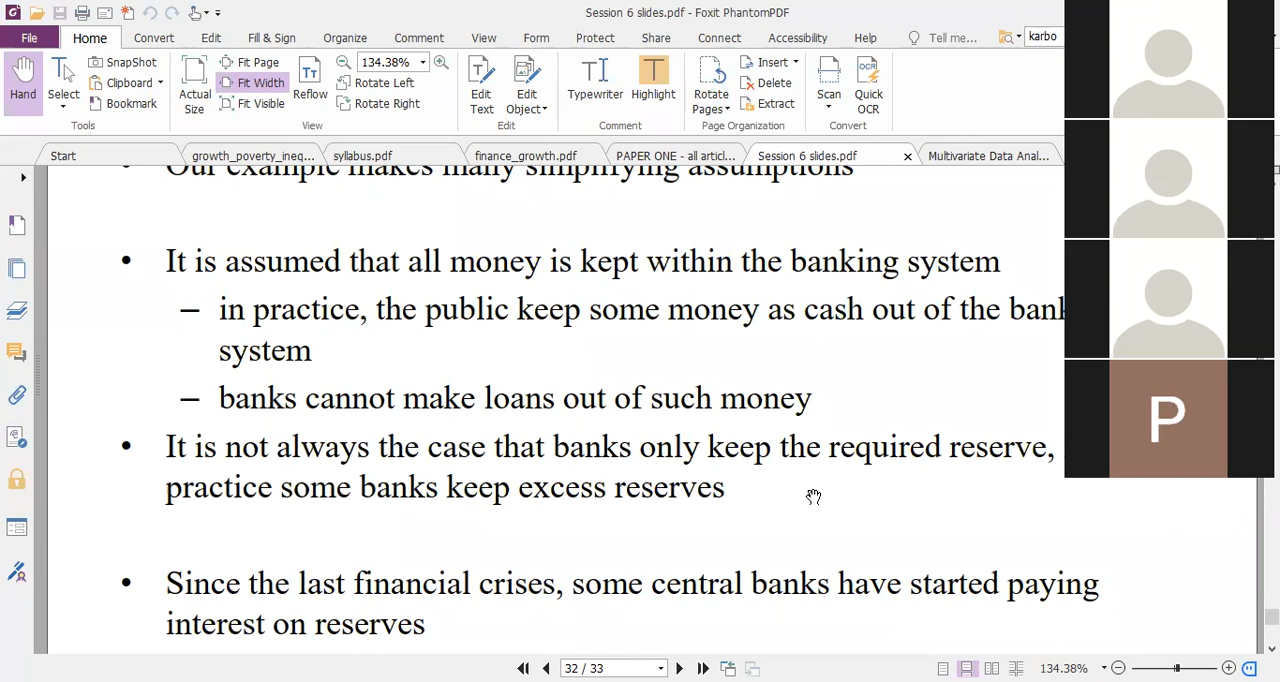 Session 6 slides.pdf - Foxit PhantomPDF
File Home Convert Edit Fill & Sign Organize Comment View Form Protect Share Connect Accessibility Help Tell me... karbo
SnapShot Fit Page 134.38% Insert
Clipboard Fit Width Rotate Left Delete
Bookmark Fit Visible Rotate Right Extract
Hand Select Actual Size Reflow Edit Text Edit Object Typewriter Highlight Rotate Pages Scan Quick OCR
Tools View Edit Comment Page Organization Convert
Start growth_poverty_ineq... syllabus.pdf finance_growth.pdf PAPER ONE - all articl... Session 6 slides.pdf Multivariate Data Anal...
Our example makes many simplifying assumptions
• It is assumed that all money is kept within the banking system
– in practice, the public keep some money as cash out of the bank
system
– banks cannot make loans out of such money
• It is not always the case that banks only keep the required reserve,
practice some banks keep excess reserves
• Since the last financial crises, some central banks have started paying
interest on reserves
P
32 / 33 134.38%